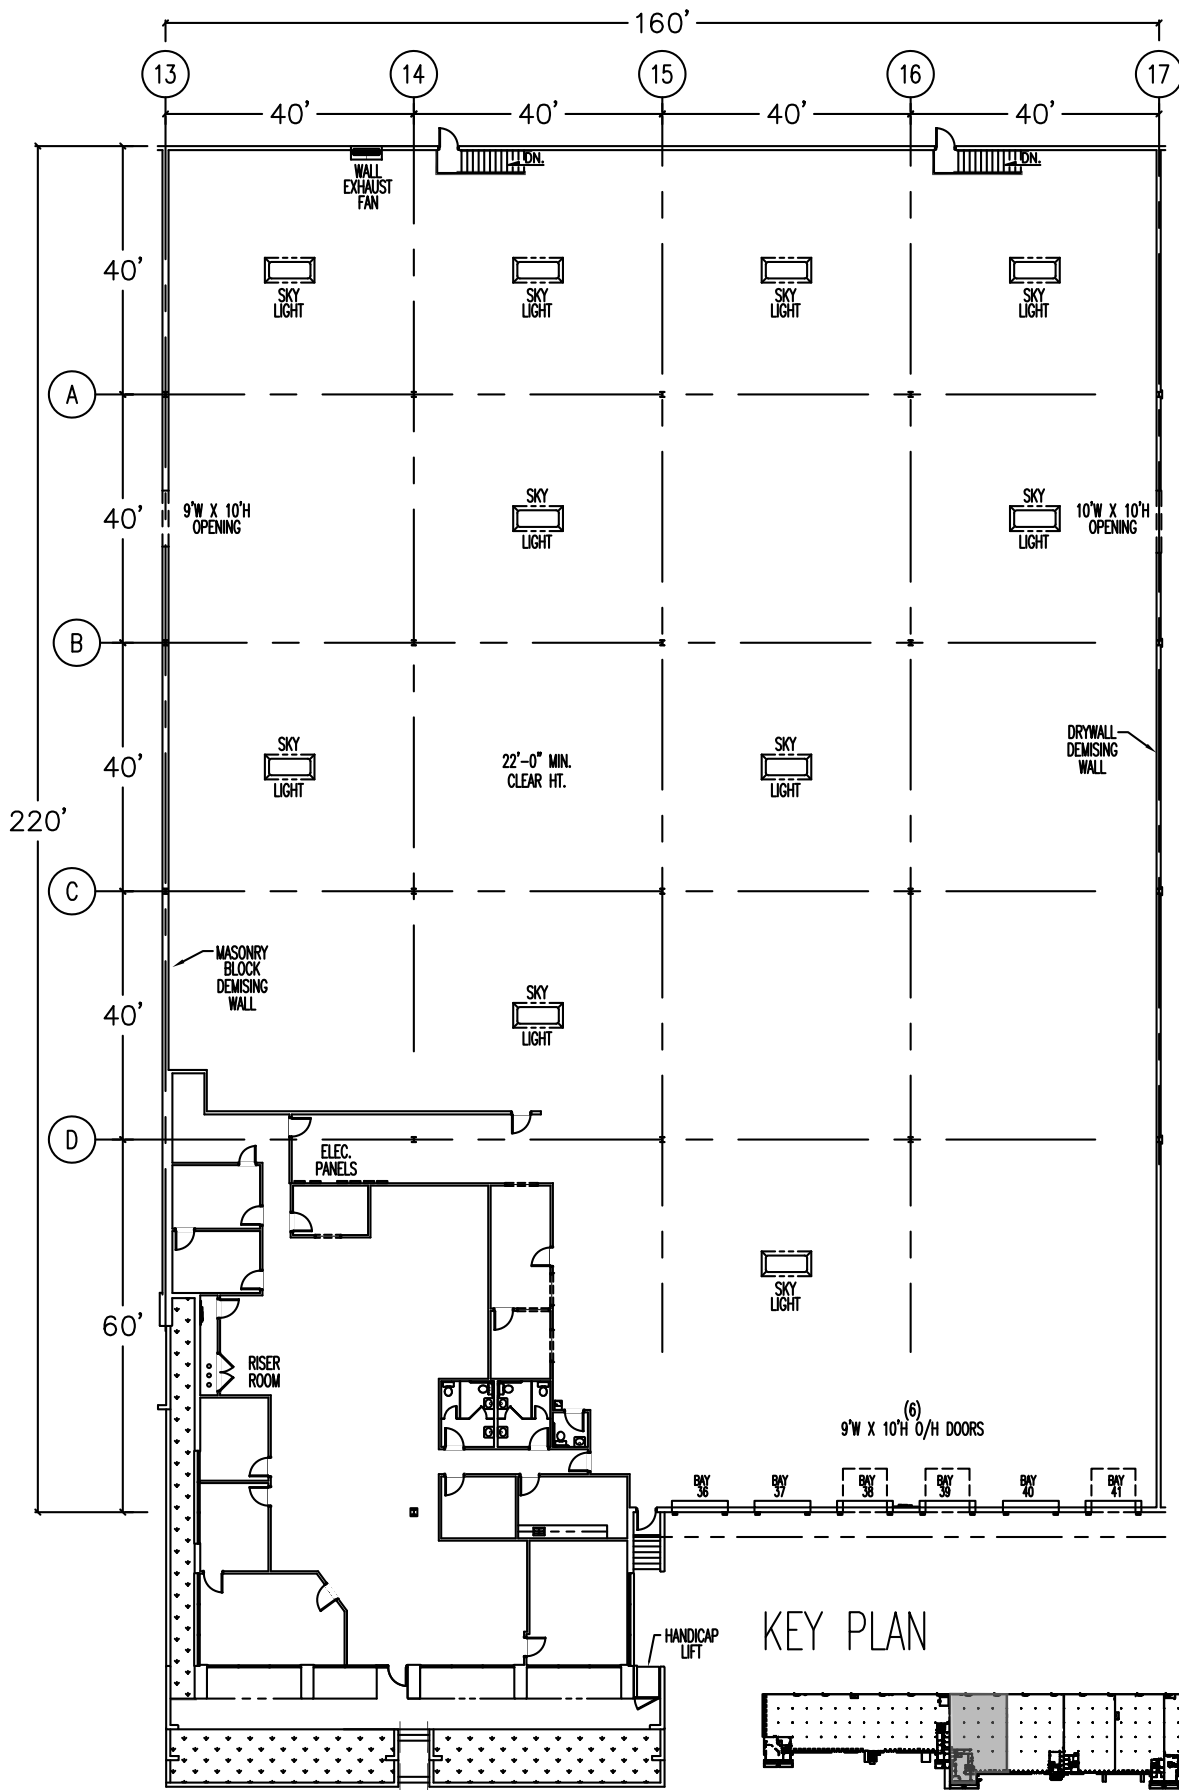 160'
13
14
15
16
17
40'
40'
40'
40'
WALL
EXHAUST
FAN
DN.
DN.
40'
SKY
LIGHT
SKY
LIGHT
SKY
LIGHT
SKY
LIGHT
A
40'
9'W X 10'H
OPENING
SKY
LIGHT
SKY
LIGHT
10'W X 10'H
OPENING
B
40'
SKY
LIGHT
22'-0" MIN.
CLEAR HT.
SKY
LIGHT
DRYWALL
DEMISING
WALL
220'
C
MASONRY
BLOCK
DEMISING
WALL
40'
SKY
LIGHT
D
ELEC.
PANELS
SKY
LIGHT
60'
RISER
ROOM
(6)
9'W X 10'H O/H DOORS
BAY
36
BAY
37
BAY
38
BAY
39
BAY
40
BAY
41
HANDICAP
LIFT
KEY PLAN